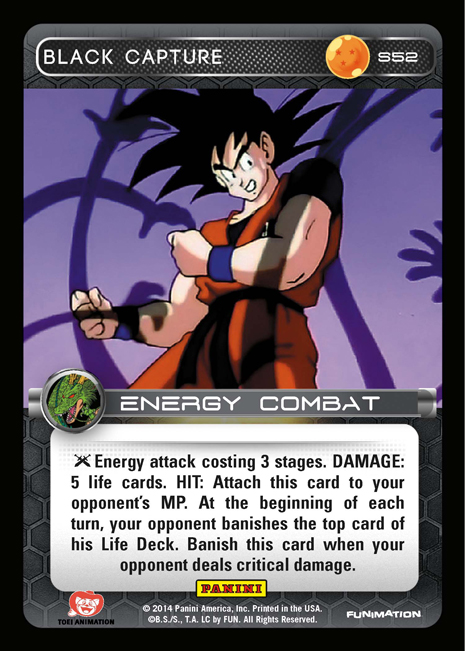 BLACK CAPTURE
S52
ENERGY COMBAT
Energy attack costing 3 stages. DAMAGE:
5 life cards. HIT: Attach this card to your
opponent's MP. At the beginning of each
turn, your opponent banishes the top card of
his Life Deck. Banish this card when your
opponent deals critical damage.
PANINI
TOEI ANIMATION
© 2014 Panini America, Inc. Printed in the USA.
©B.S./S., T.A. LC by FUN. All Rights Reserved.
FUNIMATION